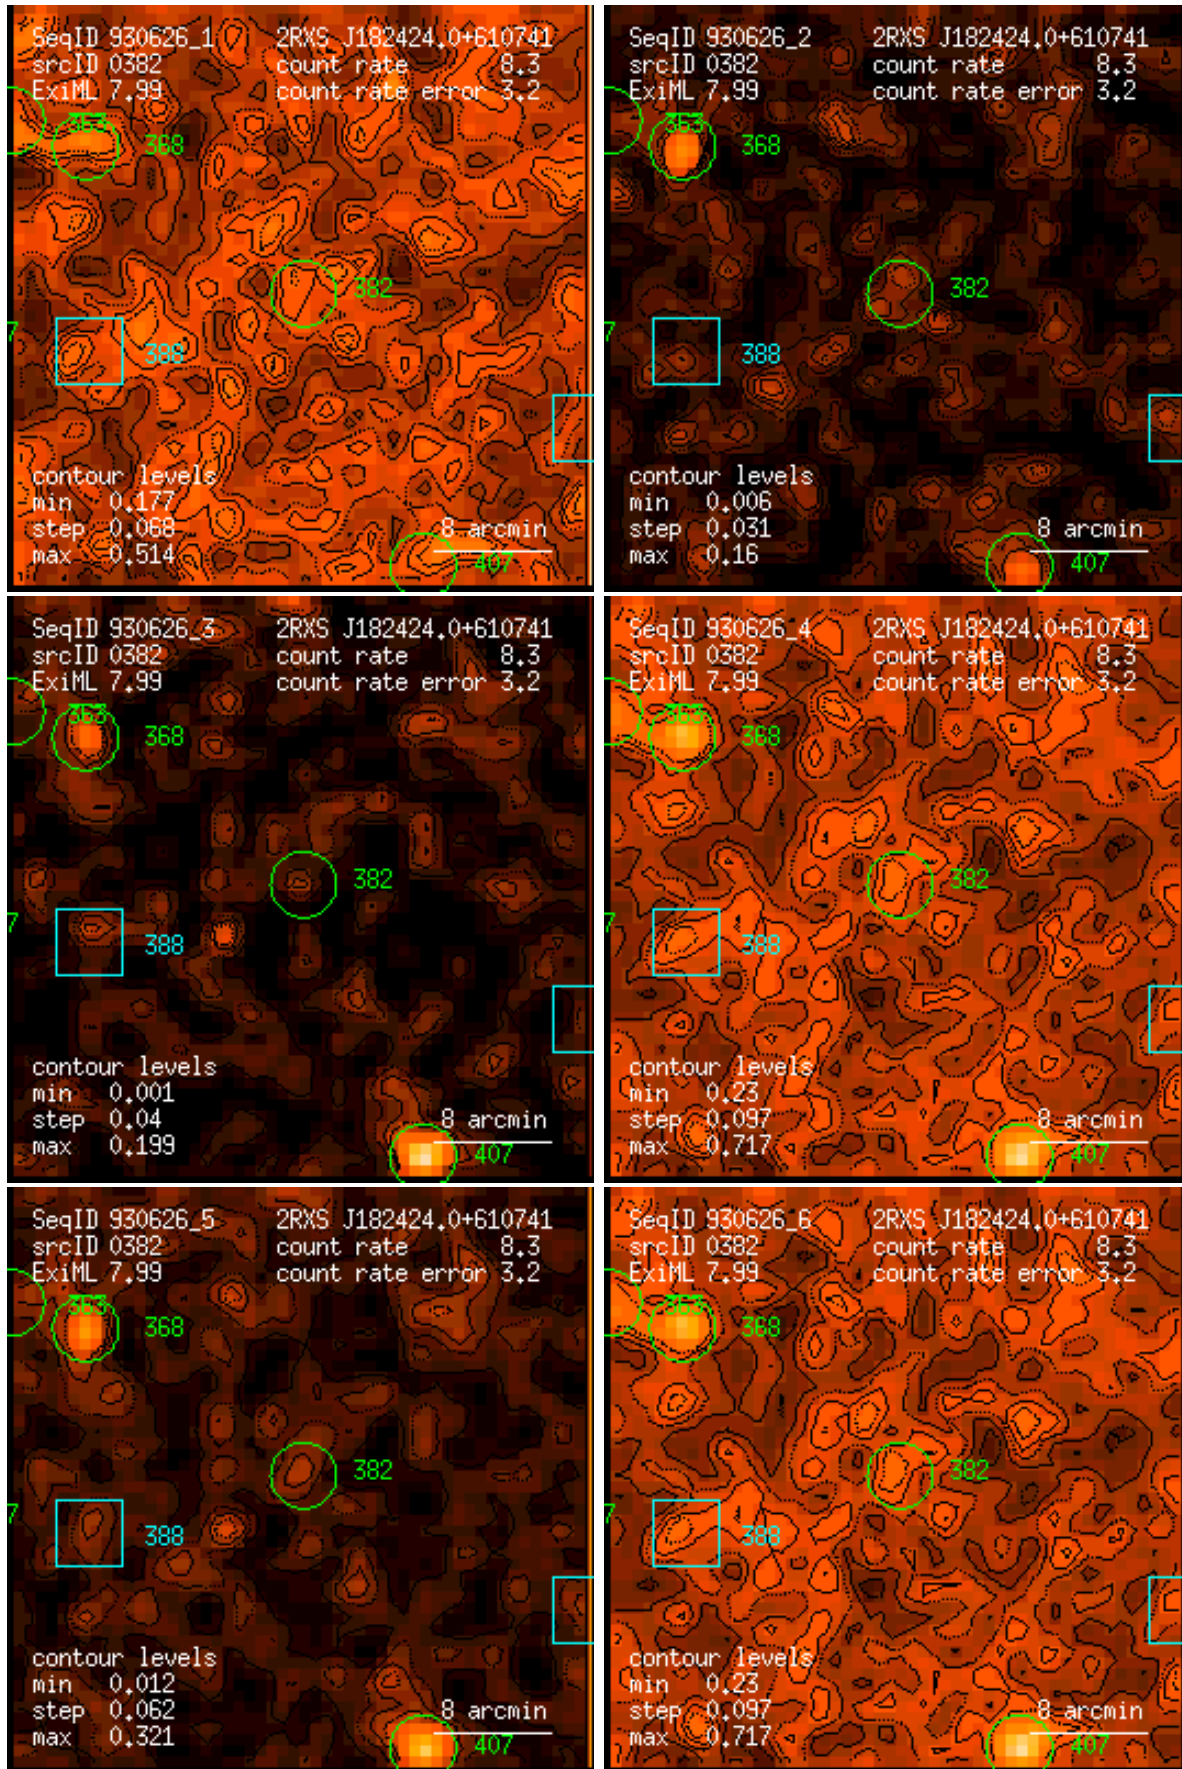 SeqID 930626_1 2RXS J182424.0+610741
srcID 0382 count rate 8.3
ExiML 7.99 count rate error 3.2
363
368
382
7
388
contour levels
min 0.177
step 0.068
max 0.514
8 arcmin
407
SeqID 930626_2 2RXS J182424.0+610741
srcID 0382 count rate 8.3
ExiML 7.99 count rate error 3.2
363
368
382
7
388
contour levels
min 0.006
step 0.031
max 0.16
8 arcmin
407
SeqID 930626_3 2RXS J182424.0+610741
srcID 0382 count rate 8.3
ExiML 7.99 count rate error 3.2
363
368
382
7
388
contour levels
min 0.001
step 0.04
max 0.199
8 arcmin
407
SeqID 930626_4 2RXS J182424.0+610741
srcID 0382 count rate 8.3
ExiML 7.99 count rate error 3.2
363
368
382
7
388
contour levels
min 0.23
step 0.097
max 0.717
8 arcmin
407
SeqID 930626_5 2RXS J182424.0+610741
srcID 0382 count rate 8.3
ExiML 7.99 count rate error 3.2
363
368
382
7
388
contour levels
min 0.012
step 0.062
max 0.321
8 arcmin
407
SeqID 930626_6 2RXS J182424.0+610741
srcID 0382 count rate 8.3
ExiML 7.99 count rate error 3.2
363
368
382
7
388
contour levels
min 0.23
step 0.097
max 0.717
8 arcmin
407